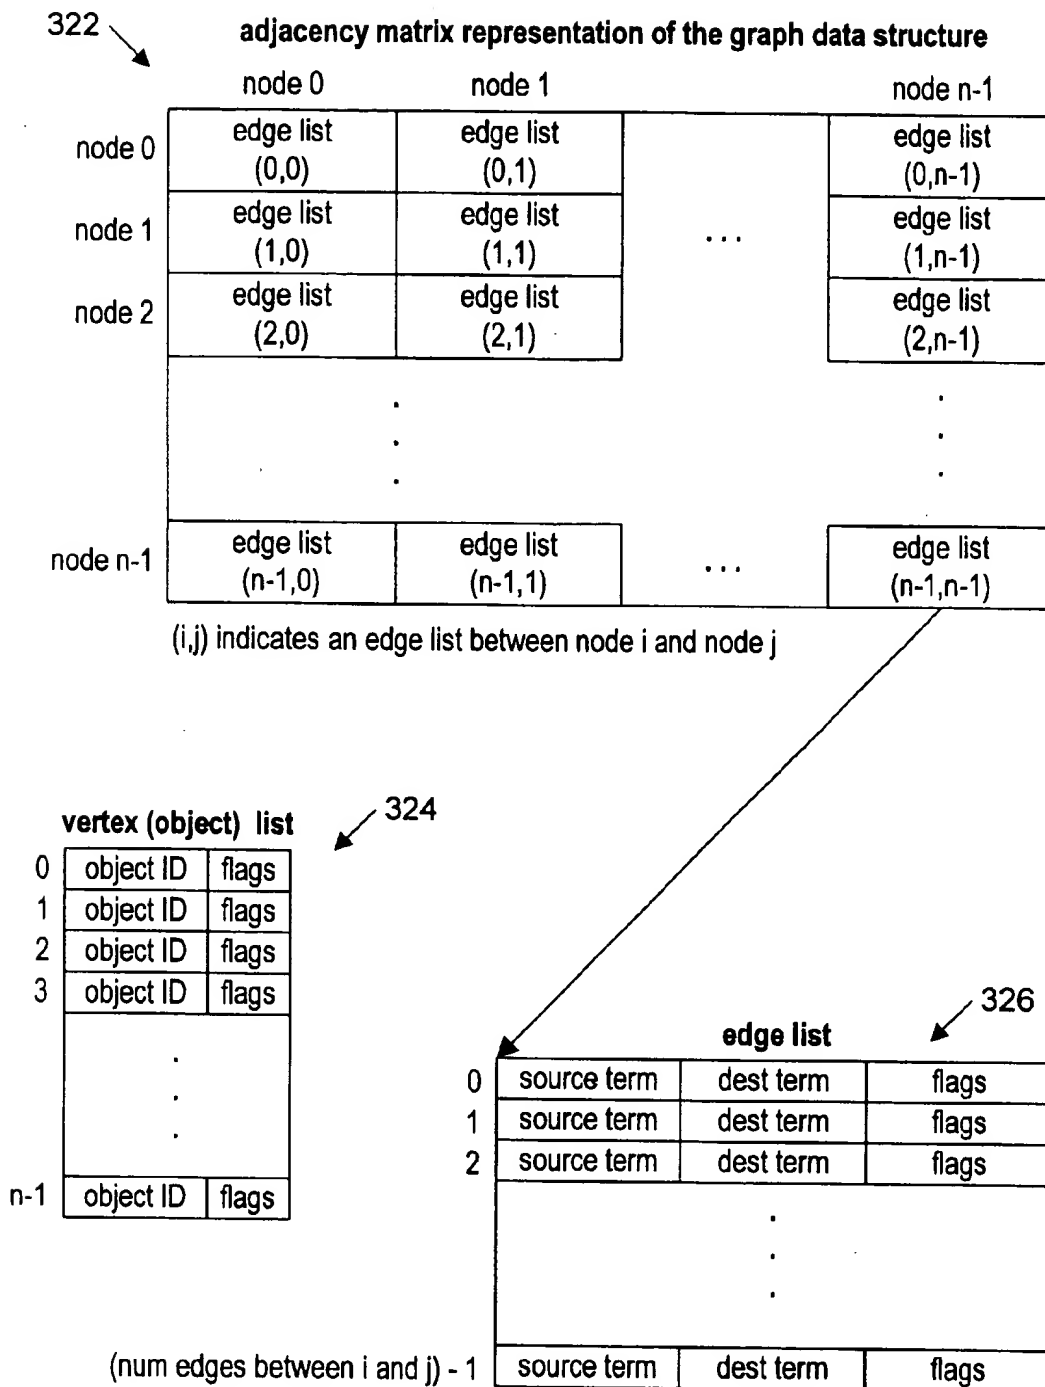 322
adjacency matrix representation of the graph data structure
node 0 node 1 node n-1
node 0 edge list (0,0) edge list (0,1) edge list (0,n-1)
node 1 edge list (1,0) edge list (1,1) ... edge list (1,n-1)
node 2 edge list (2,0) edge list (2,1) edge list (2,n-1)
node n-1 edge list (n-1,0) edge list (n-1,1) ... edge list (n-1,n-1)
(i,j) indicates an edge list between node i and node j
324
vertex (object) list
0 object ID flags
1 object ID flags
2 object ID flags
3 object ID flags
n-1 object ID flags
326
edge list
0 source term dest term flags
1 source term dest term flags
2 source term dest term flags
(num edges between i and j) - 1 source term dest term flags